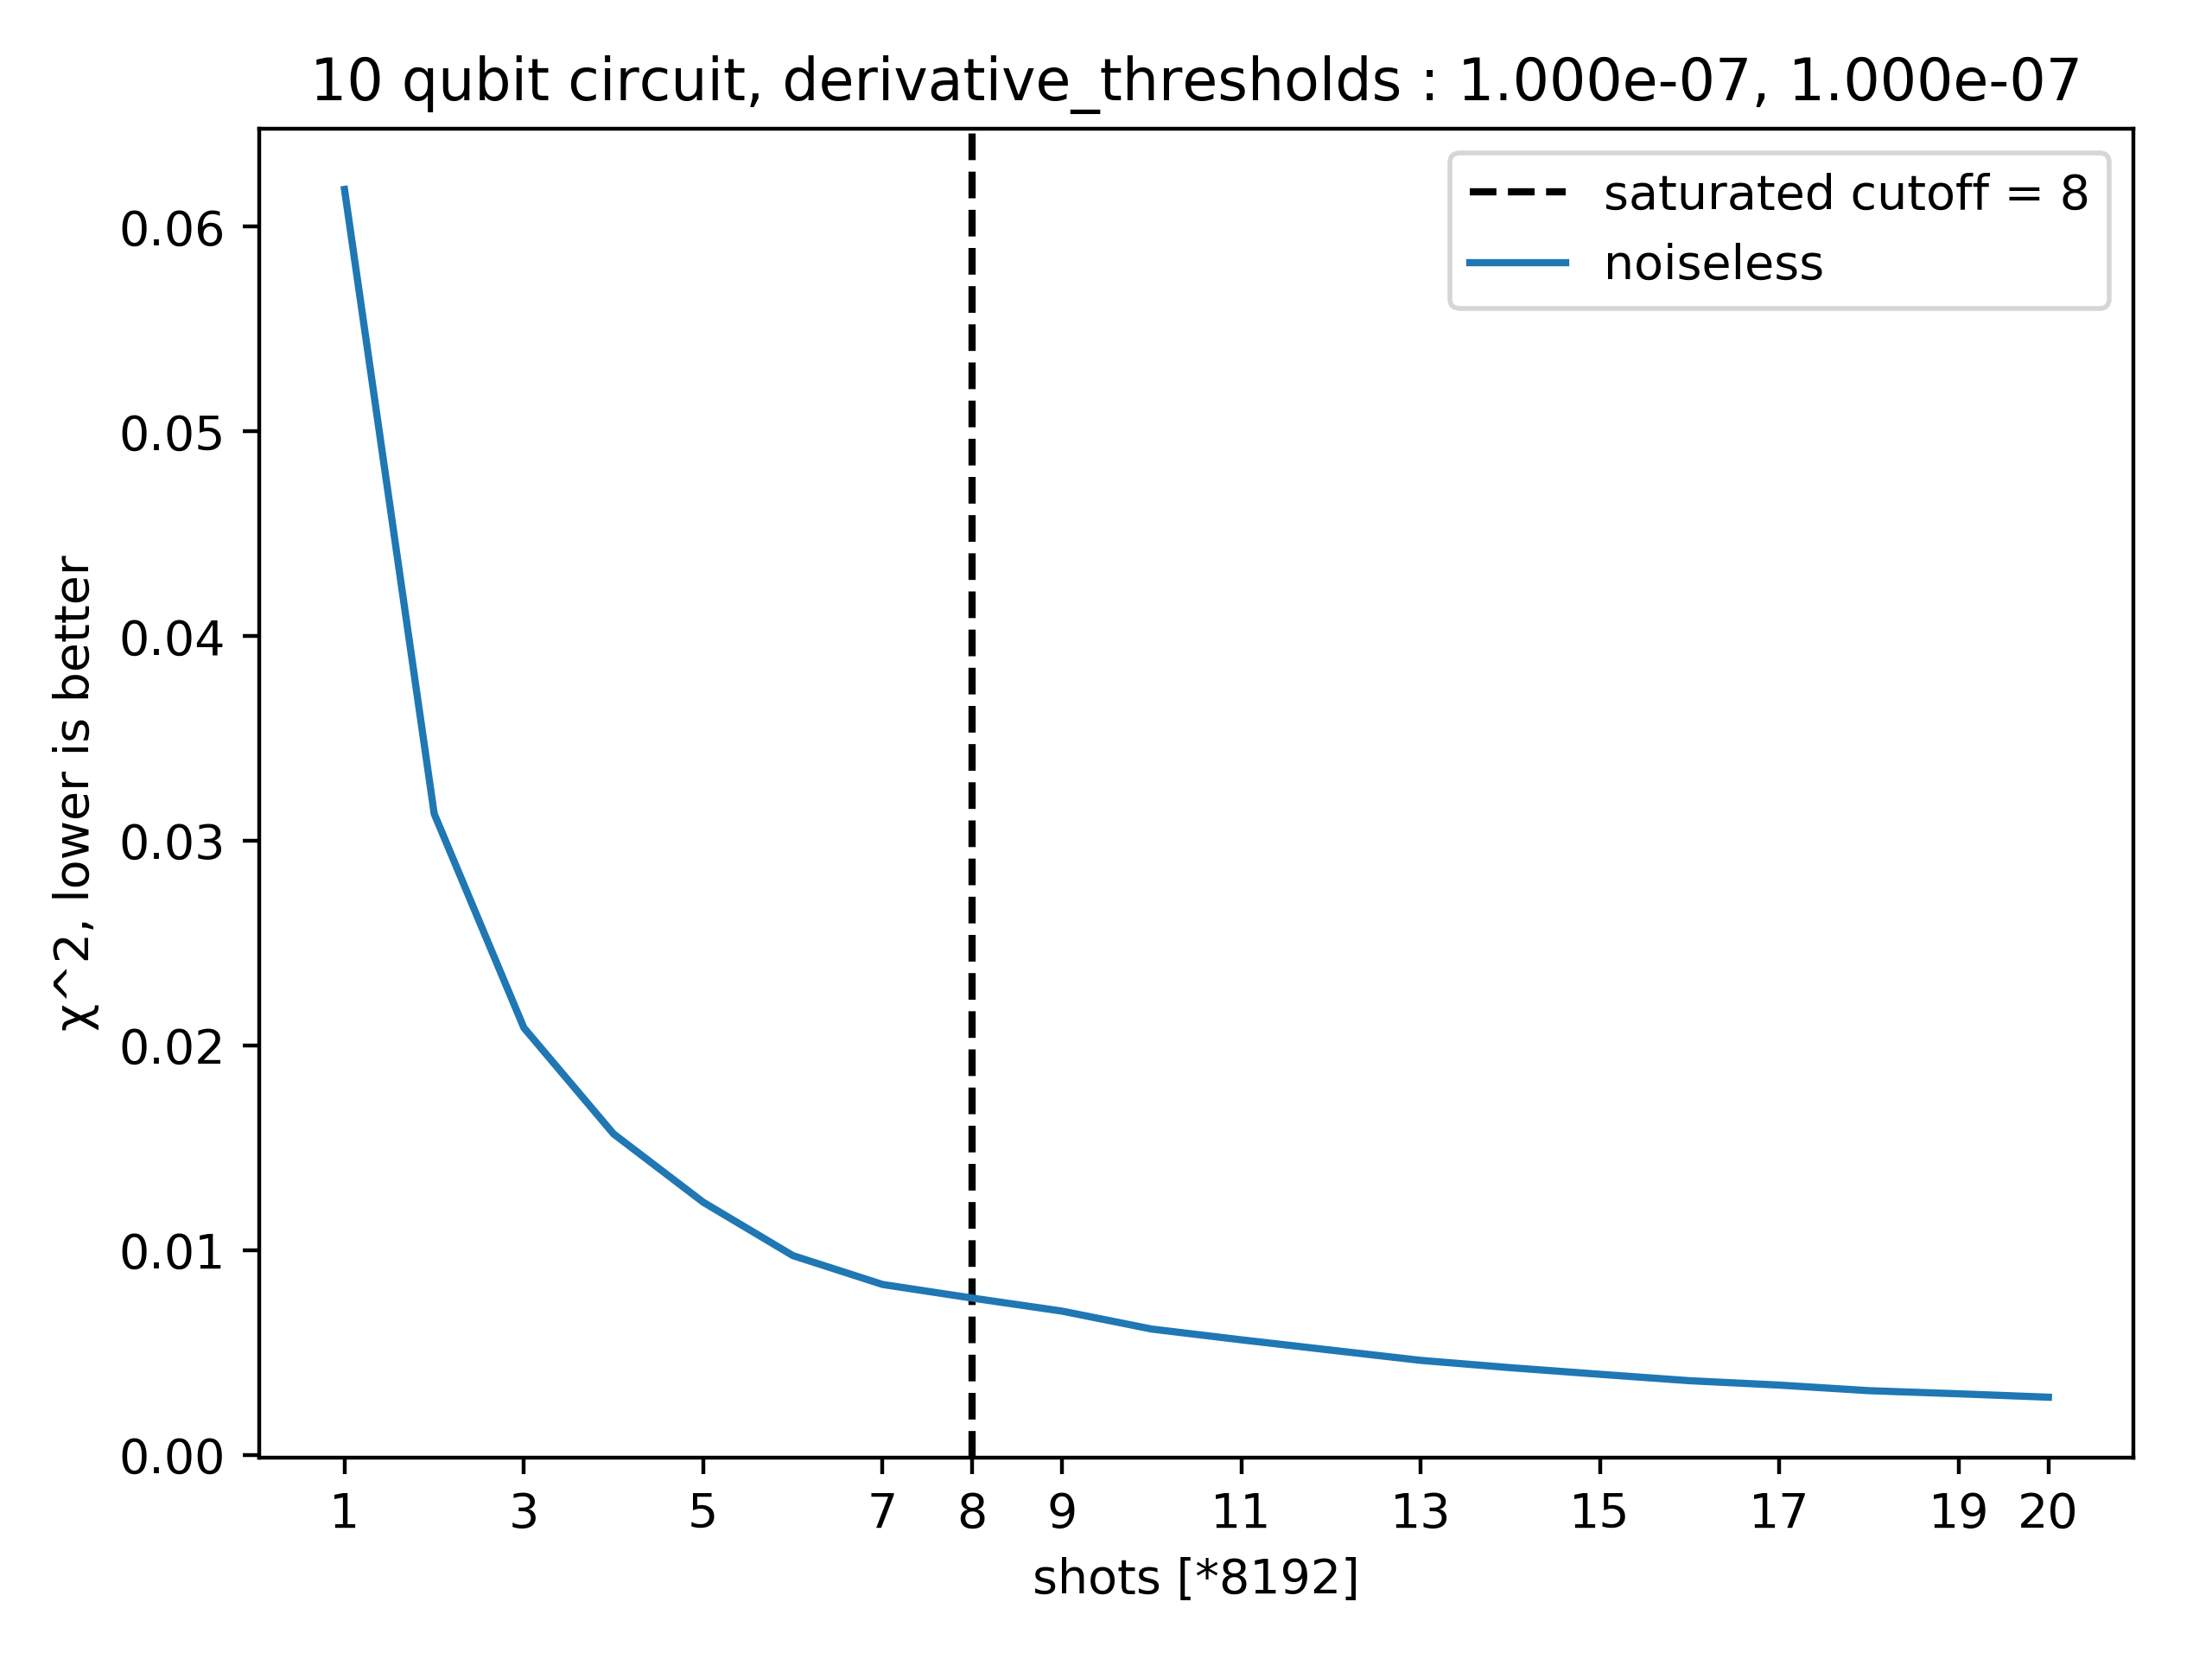 10 qubit circuit, derivative_thresholds : 1.000e-07, 1.000e-07
saturated cutoff = 8
noiseless
χ^2, lower is better
0.06
0.05
0.04
0.03
0.02
0.01
0.00
1 3 5 7 8 9 11 13 15 17 19 20
shots [*8192]